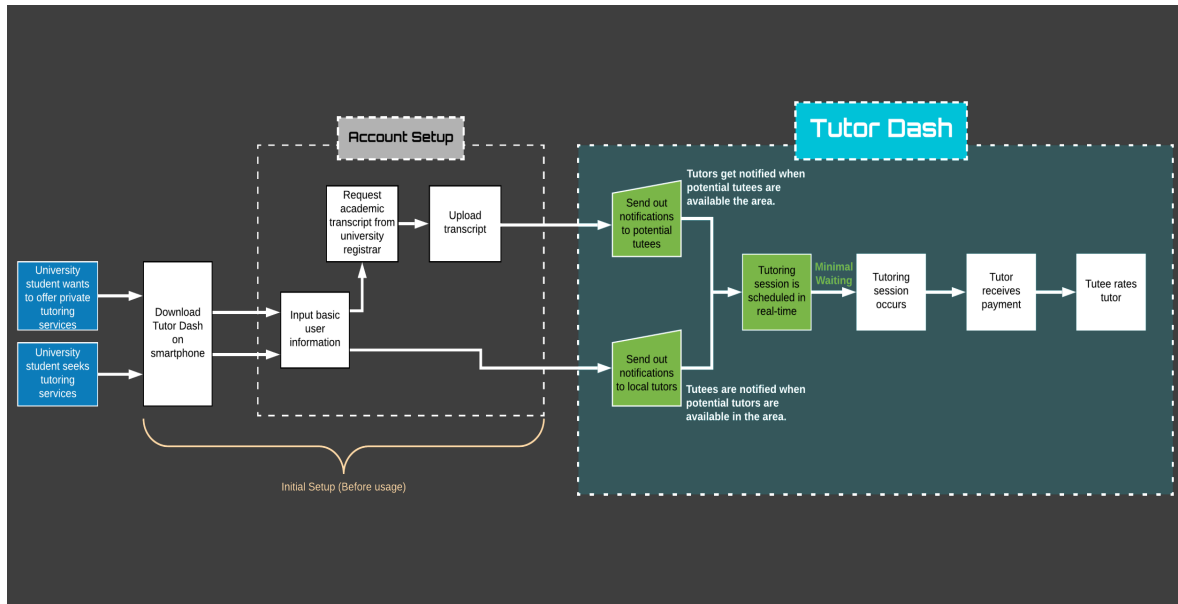 Account Setup
Tutor Dash
University
student wants
to offer private
tutoring
services
University
student seeks
tutoring
services
Download
Tutor Dash
on
smartphone
Input basic
user
information
Request
academic
transcript from
university
registrar
Upload
transcript
Initial Setup (Before usage)
Send out
notifications
to potential
tutees
Tutors get notified when
potential tutees are
available the area.
Send out
notifications
to local tutors
Tutees are notified when
potential tutors are
available in the area.
Tutoring
session is
scheduled in
real-time
Minimal
Waiting
Tutoring
session
occurs
Tutor
receives
payment
Tutee rates
tutor